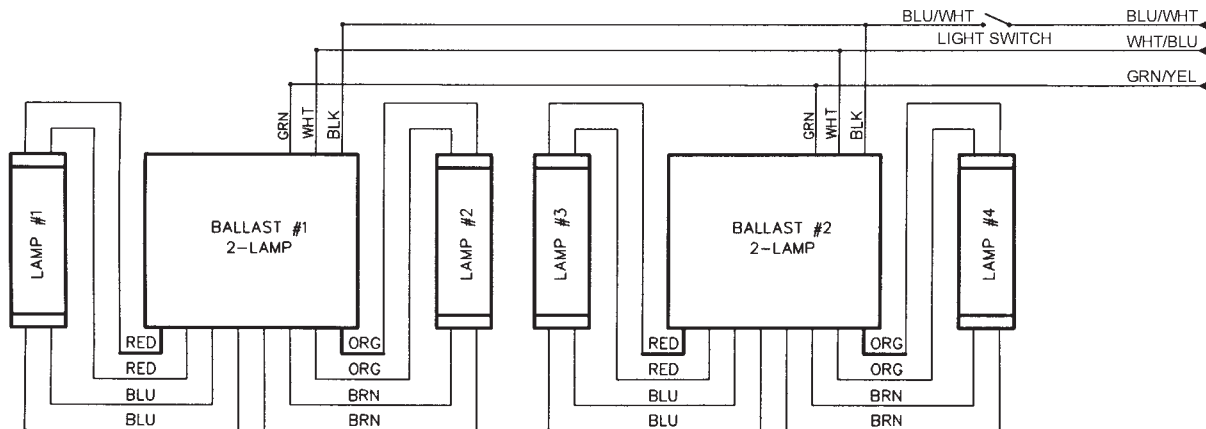 BLU/WHT BLU/WHT
LIGHT SWITCH
WHT/BLU
GRN/YEL
GRN WHT BLK GRN WHT BLK
LAMP #1
BALLAST #1
2-LAMP
LAMP #2
LAMP #3
BALLAST #2
2-LAMP
LAMP #4
RED ORG RED ORG
RED ORG RED ORG
BLU BRN BLU BRN
BLU BRN BLU BRN